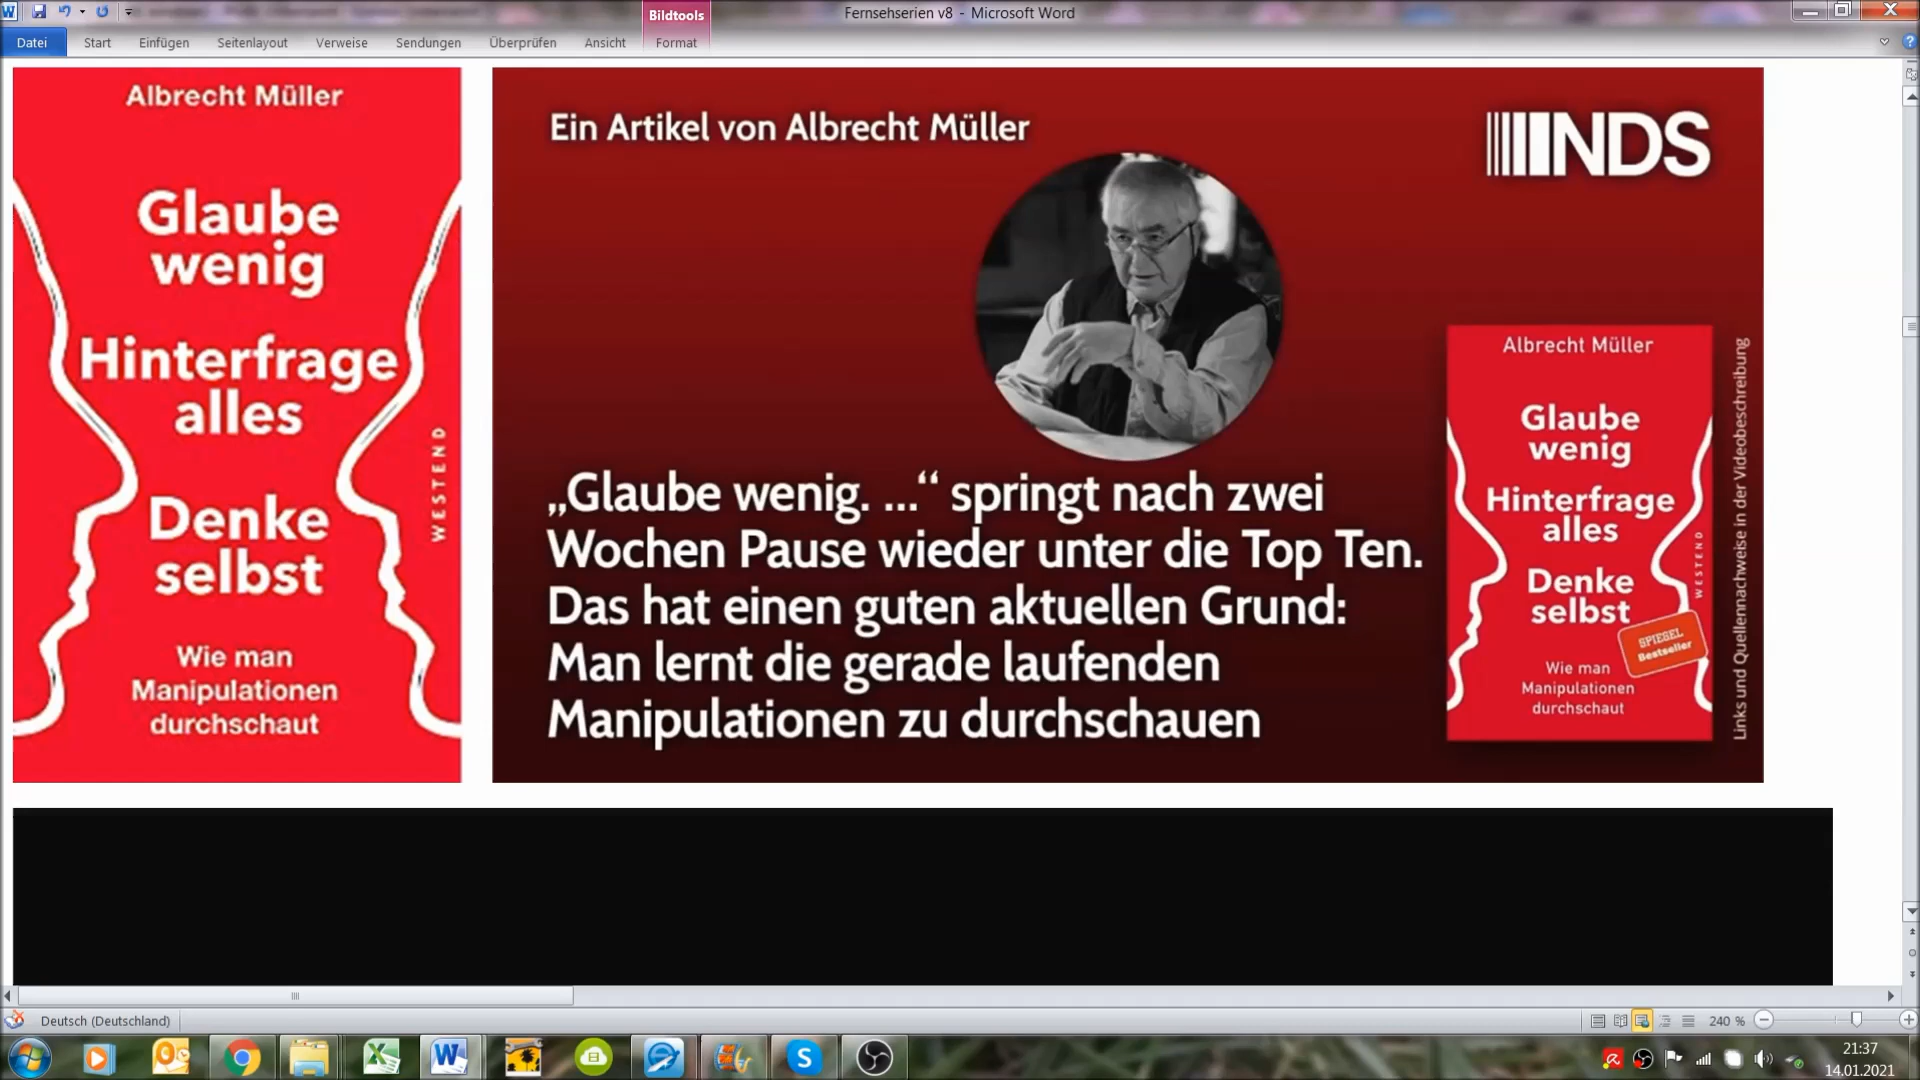 Bildtools
Fernsehserien v8 - Microsoft Word
Datei
Start
Einfügen
Seitenlayout
Verweise
Sendungen
Überprüfen
Ansicht
Format
Albrecht Müller
Glaube
wenig
Hinterfrage
alles
Denke
selbst
Wie man
Manipulationen
durchschaut
WESTEND
Ein Artikel von Albrecht Müller
NDS
„Glaube wenig. ...“ springt nach zwei
Wochen Pause wieder unter die Top Ten.
Das hat einen guten aktuellen Grund:
Man lernt die gerade laufenden
Manipulationen zu durchschauen
Albrecht Müller
Glaube
wenig
Hinterfrage
alles
Denke
selbst
SPIEGEL
Bestseller
Wie man
Manipulationen
durchschaut
WESTEND
Links und Quellennachweise in der Videobeschreibung
Deutsch (Deutschland)
240 %
21:37
14.01.2021